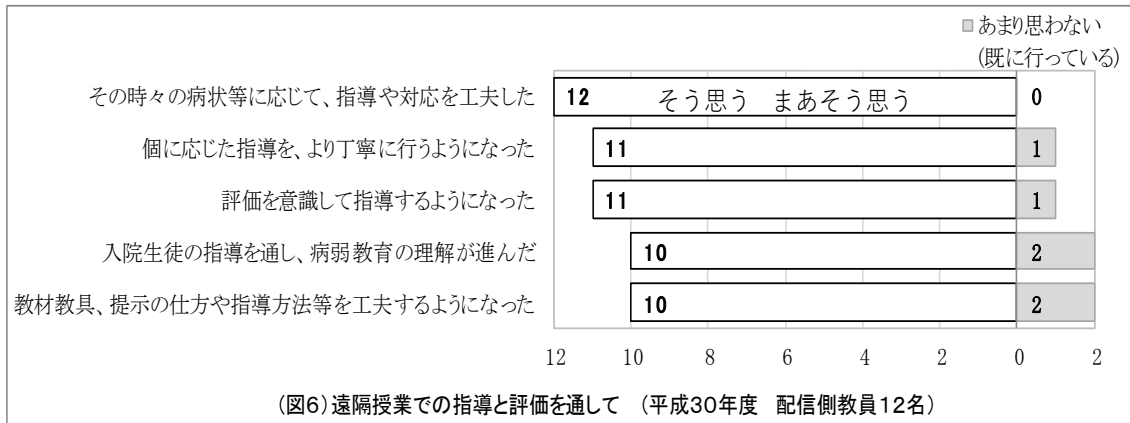 ■あまり思わない
(既に行っている)
その時々の病状等に応じて、指導や対応を工夫した 12 そう思う まあそう思う 0
個に応じた指導を、より丁寧に行うようになった 11 1
評価を意識して指導するようになった 11 1
入院生徒の指導を通し、病弱教育の理解が進んだ 10 2
教材教具、提示の仕方や指導方法等を工夫するようになった 10 2
12 10 8 6 4 2 0 2
(図6)遠隔授業での指導と評価を通して (平成30年度 配信側教員12名)